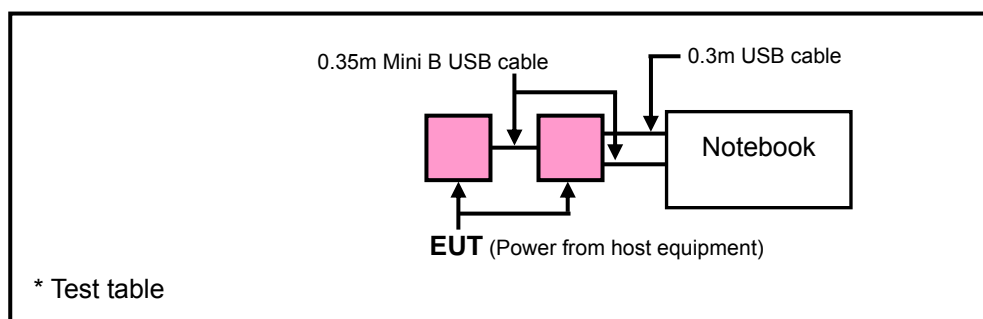 0.35m Mini B USB cable
0.3m USB cable
Notebook
EUT (Power from host equipment)
* Test table